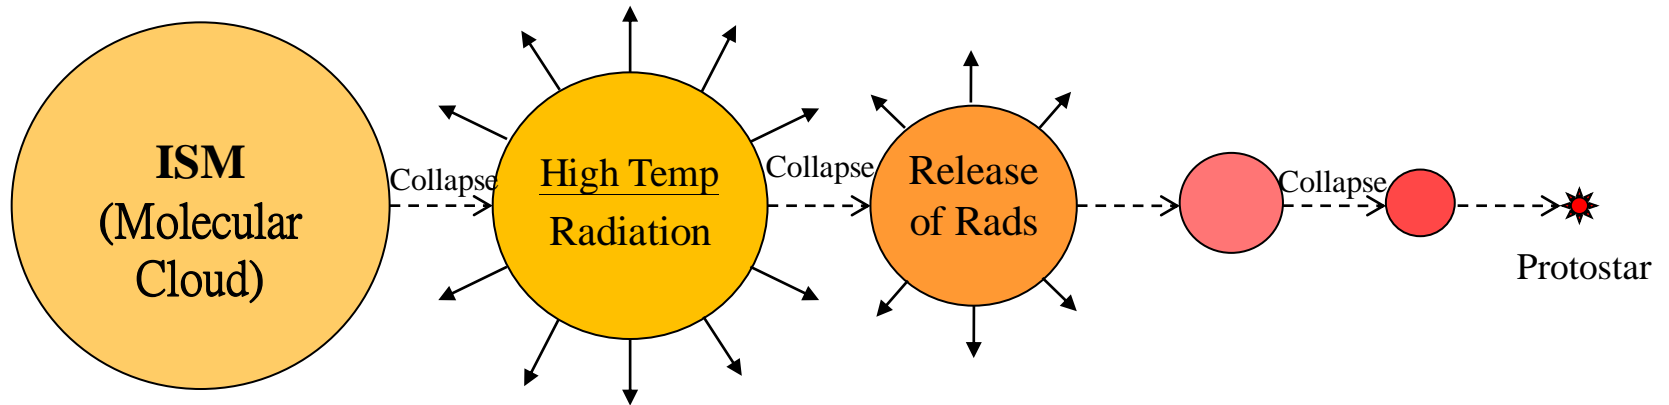 ISM
(Molecular
Cloud)
Collapse
High Temp
Radiation
Collapse
Release
of Rads
Collapse
Protostar